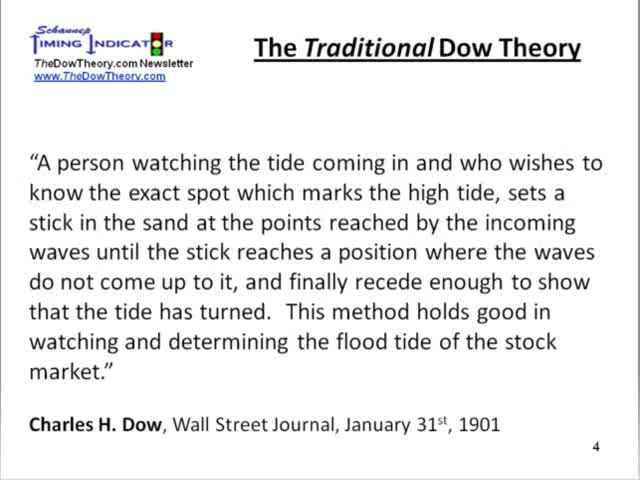 Schannep
TIMING INDICATOR
TheDowTheory.com Newsletter
www.TheDowTheory.com
The Traditional Dow Theory
“A person watching the tide coming in and who wishes to
know the exact spot which marks the high tide, sets a
stick in the sand at the points reached by the incoming
waves until the stick reaches a position where the waves
do not come up to it, and finally recede enough to show
that the tide has turned.  This method holds good in
watching and determining the flood tide of the stock
market.”
Charles H. Dow, Wall Street Journal, January 31st, 1901
4